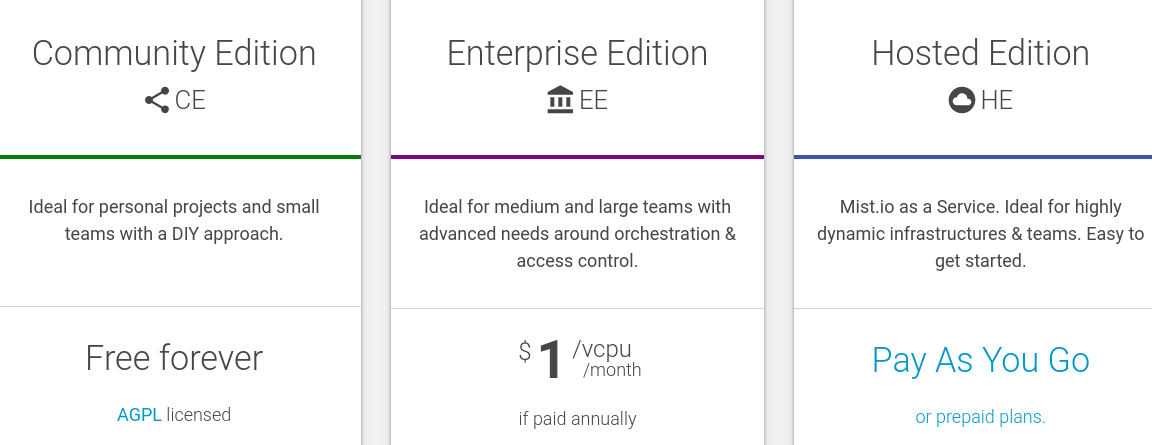 Community Edition
CE
Ideal for personal projects and small
teams with a DIY approach.
Free forever
AGPL licensed
Enterprise Edition
EE
Ideal for medium and large teams with
advanced needs around orchestration &
access control.
$ 1 /vcpu
/month
if paid annually
Hosted Edition
HE
Mist.io as a Service. Ideal for highly
dynamic infrastructures & teams. Easy to
get started.
Pay As You Go
or prepaid plans.